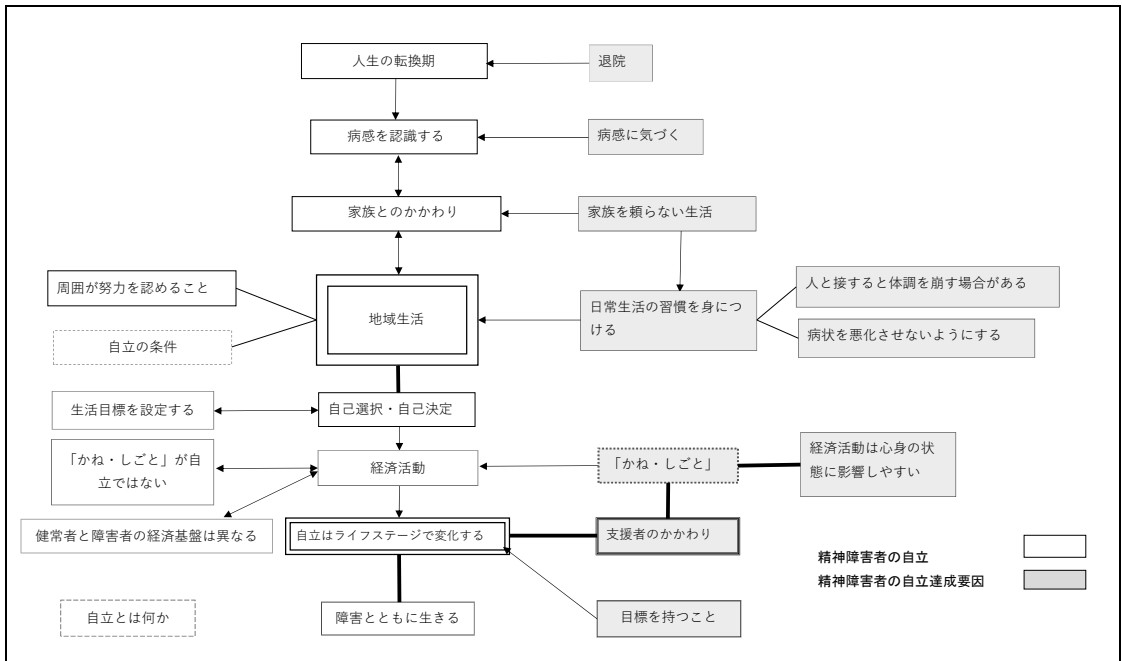 人生の転換期
退院
病感を認識する
病感に気づく
家族とのかかわり
家族を頼らない生活
周囲が努力を認めること
地域生活
自立の条件
日常生活の習慣を身につ
ける
人と接すると体調を崩す場合がある
病状を悪化させないようにする
生活目標を設定する
自己選択・自己決定
「かね・しごと」が自
立ではない
経済活動
「かね・しごと」
経済活動は心身の状
態に影響しやすい
健常者と障害者の経済基盤は異なる
自立はライフステージで変化する
支援者のかかわり
精神障害者の自立
精神障害者の自立達成要因
自立とは何か
障害とともに生きる
目標を持つこと